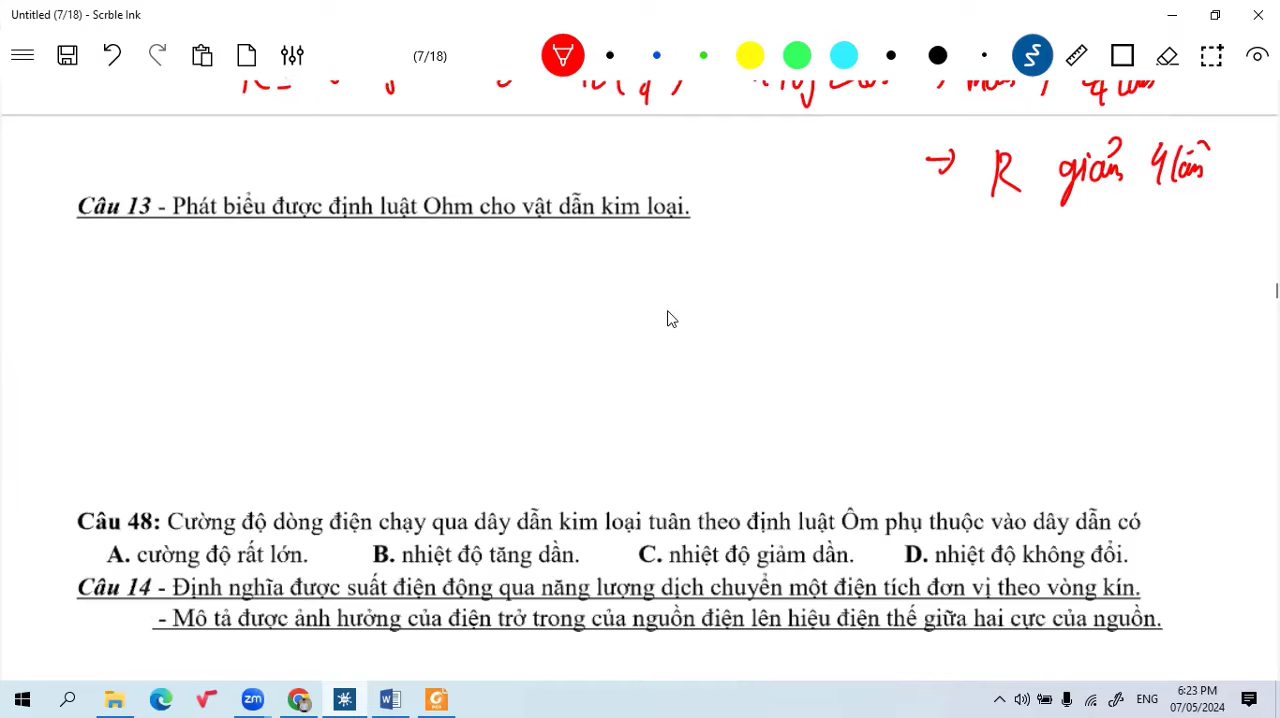 Untitled (7/18) - Scrble Ink
(7/18)
→ R giảm 4 lần
Câu 13 - Phát biểu được định luật Ohm cho vật dẫn kim loại.
Câu 48: Cường độ dòng điện chạy qua dây dẫn kim loại tuân theo định luật Ôm phụ thuộc vào dây dẫn có
A. cường độ rất lớn. B. nhiệt độ tăng dần. C. nhiệt độ giảm dần. D. nhiệt độ không đổi.
Câu 14 - Định nghĩa được suất điện động qua năng lượng dịch chuyển một điện tích đơn vị theo vòng kín.
- Mô tả được ảnh hưởng của điện trở trong của nguồn điện lên hiệu điện thế giữa hai cực của nguồn.
ENG
6:23 PM
07/05/2024